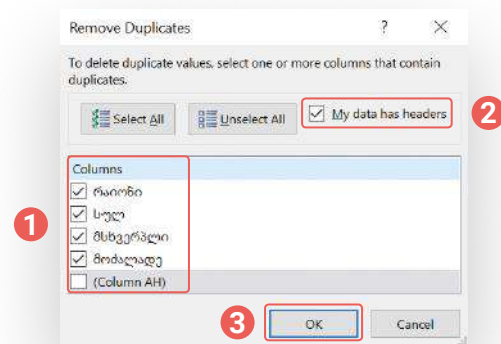 Remove Duplicates ? ×
To delete duplicate values, select one or more columns that contain
duplicates.
Select All Unselect All My data has headers
2
Columns
რაიონი
სულ
1
მსხვერპლი
მოძალადე
(Column AH)
3
OK Cancel